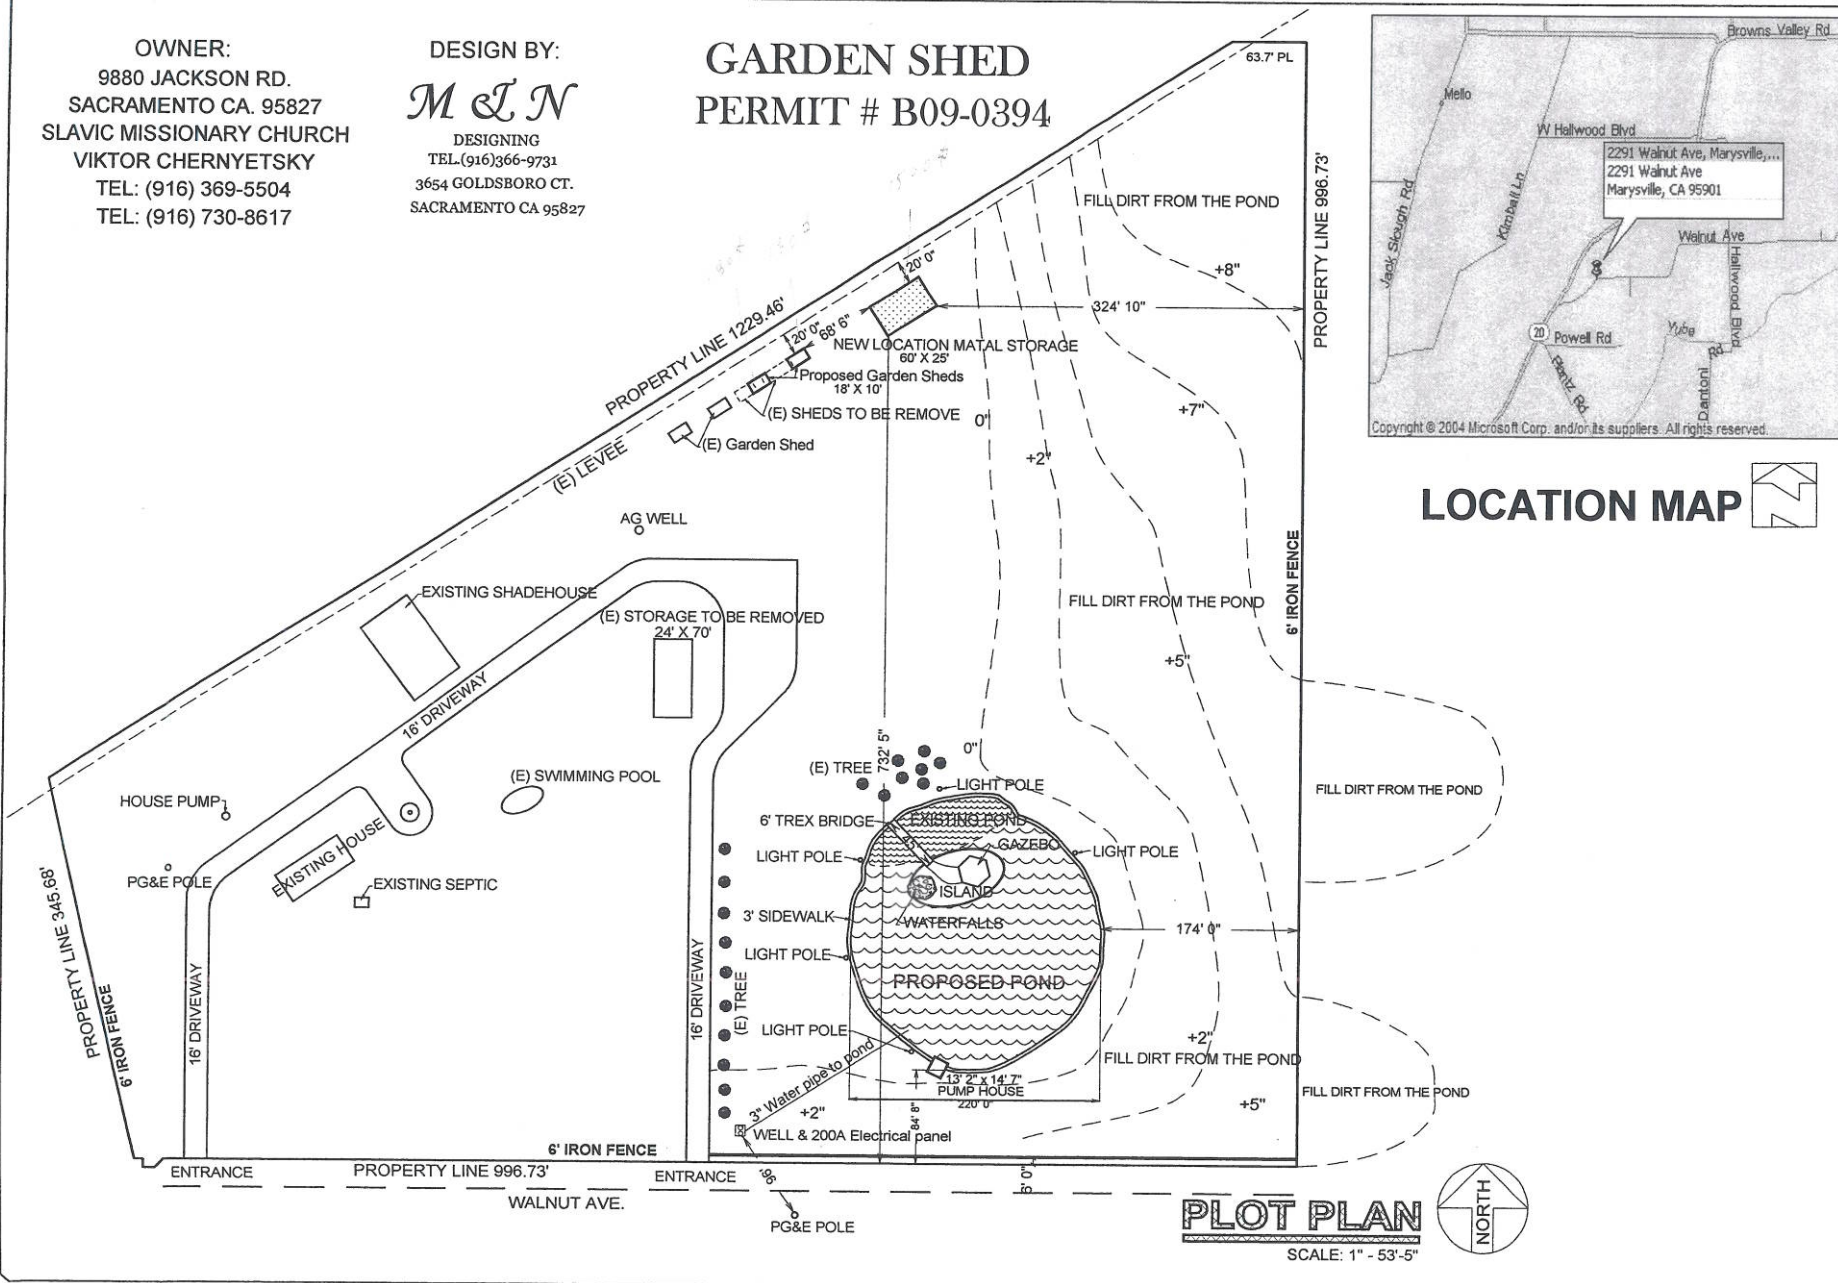 OWNER:
9880 JACKSON RD.
SACRAMENTO CA. 95827
SLAVIC MISSIONARY CHURCH
VIKTOR CHERNYETSKY
TEL: (916) 369-5504
TEL: (916) 730-8617
DESIGN BY:
M & N
DESIGNING
TEL.(916)366-9731
3654 GOLDSBORO CT.
SACRAMENTO CA 95827
GARDEN SHED
PERMIT # B09-0394
63.7' PL
PROPERTY LINE 996.73'
FILL DIRT FROM THE POND
+8"
20' 0"
324' 10"
PROPERTY LINE 1229.46'
20' 0"
68' 6"
NEW LOCATION MATAL STORAGE
60' X 25'
Proposed Garden Sheds
18' X 10'
(E) SHEDS TO BE REMOVE
0"
+7"
(E) Garden Shed
+2"
(E) LEVEE
AG WELL
6' IRON FENCE
EXISTING SHADEHOUSE
(E) STORAGE TO BE REMOVED
24' X 70'
FILL DIRT FROM THE POND
+5"
16' DRIVEWAY
732' 5"
0"
(E) TREE
(E) SWIMMING POOL
LIGHT POLE
FILL DIRT FROM THE POND
HOUSE PUMP
6' TREX BRIDGE
EXISTING POND
45'
GAZEBO
LIGHT POLE
LIGHT POLE
EXISTING HOUSE
PG&E POLE
EXISTING SEPTIC
ISLAND
3' SIDEWALK
WATERFALLS
174' 0"
PROPERTY LINE 345.68'
6' IRON FENCE
16' DRIVEWAY
16' DRIVEWAY
(E) TREE
LIGHT POLE
PROPOSED POND
LIGHT POLE
+2"
FILL DIRT FROM THE POND
3" Water pipe to pond
13' 2" x 14' 7"
PUMP HOUSE
220' 0"
84' 8"
+2"
+5"
FILL DIRT FROM THE POND
WELL & 200A Electrical panel
6' IRON FENCE
ENTRANCE
PROPERTY LINE 996.73'
ENTRANCE
96'
6' 0"
WALNUT AVE.
PG&E POLE
PLOT PLAN
SCALE: 1" - 53'-5"
NORTH
Browns Valley Rd
Mello
W Hallwood Blvd
2291 Walnut Ave, Marysville,...
2291 Walnut Ave
Marysville, CA 95901
Jack Slough Rd
Kimball Ln
Walnut Ave
Hallwood Blvd
20
Powell Rd
Yuba
Plantz Rd
Dantoni Rd
Copyright © 2004 Microsoft Corp. and/or its suppliers. All rights reserved.
LOCATION MAP